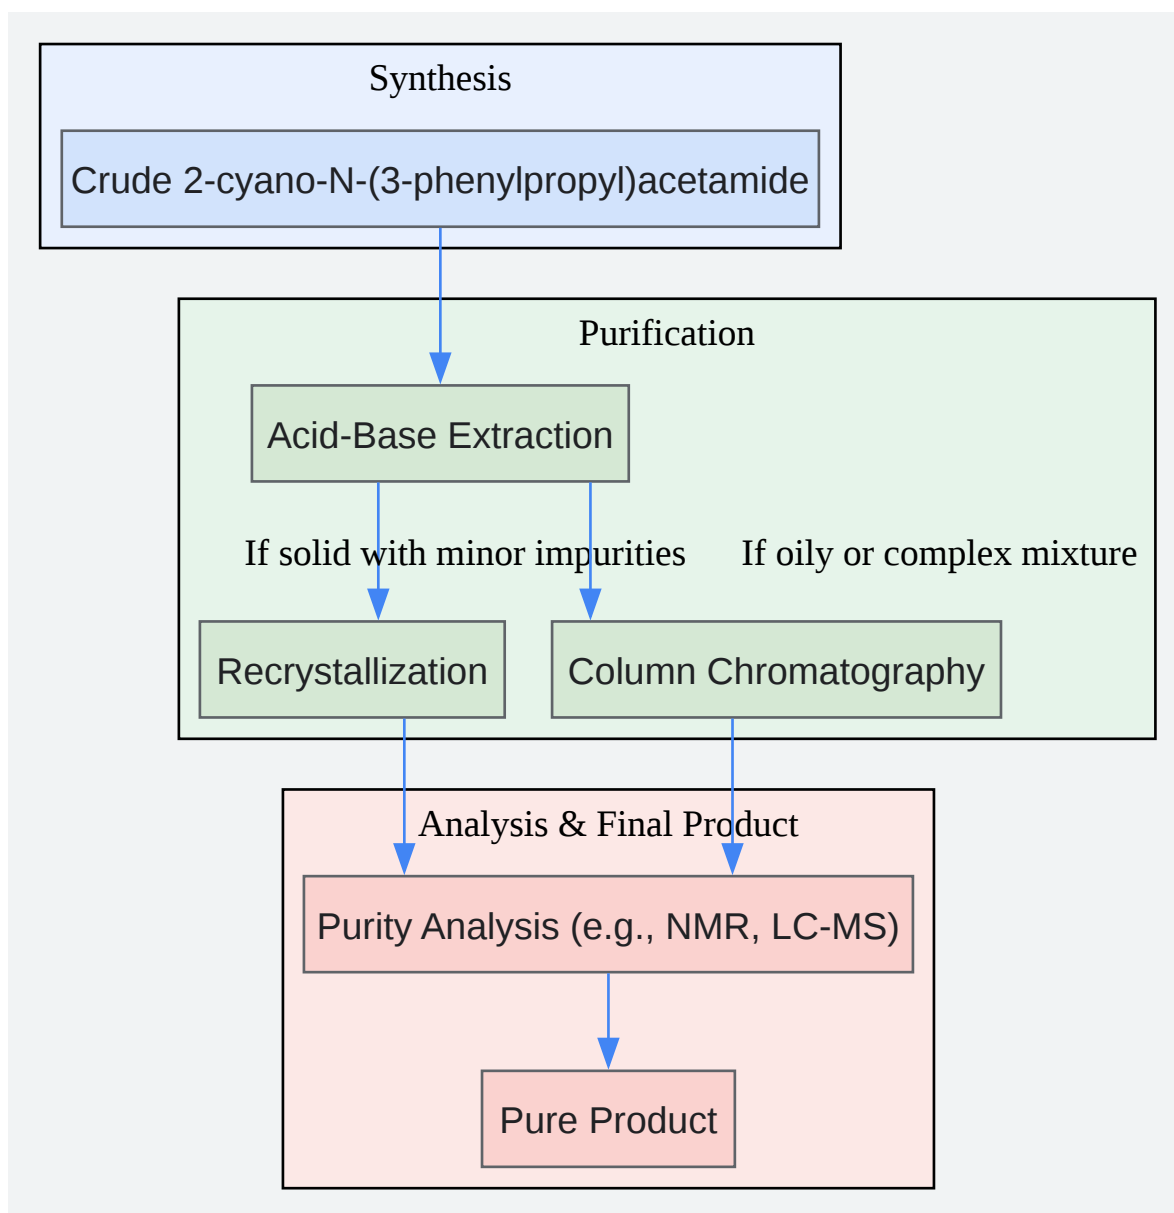 Synthesis
Crude 2-cyano-N-(3-phenylpropyl)acetamide
Purification
Acid-Base Extraction
If solid with minor impurities
If oily or complex mixture
Recrystallization
Column Chromatography
Analysis & Final Product
Purity Analysis (e.g., NMR, LC-MS)
Pure Product